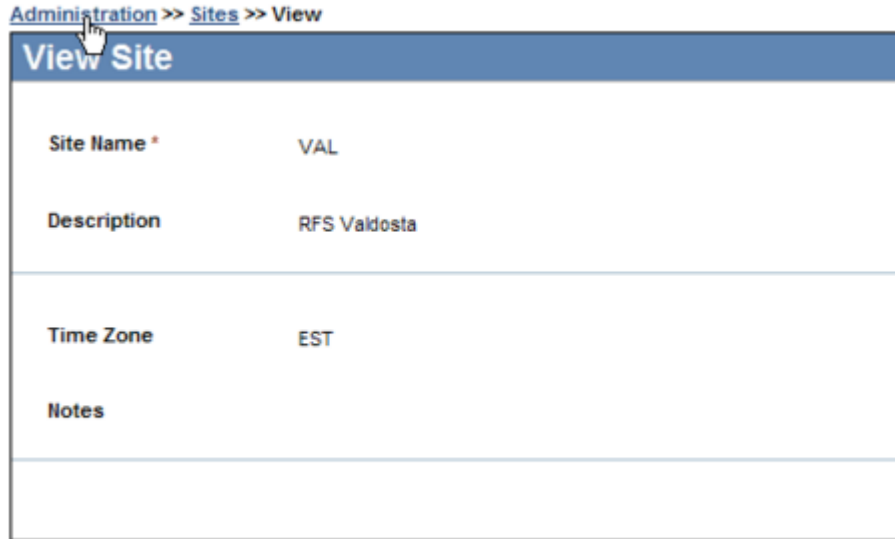 Administration >> Sites >> View
View Site
Site Name * VAL
Description RFS Valdosta
Time Zone EST
Notes